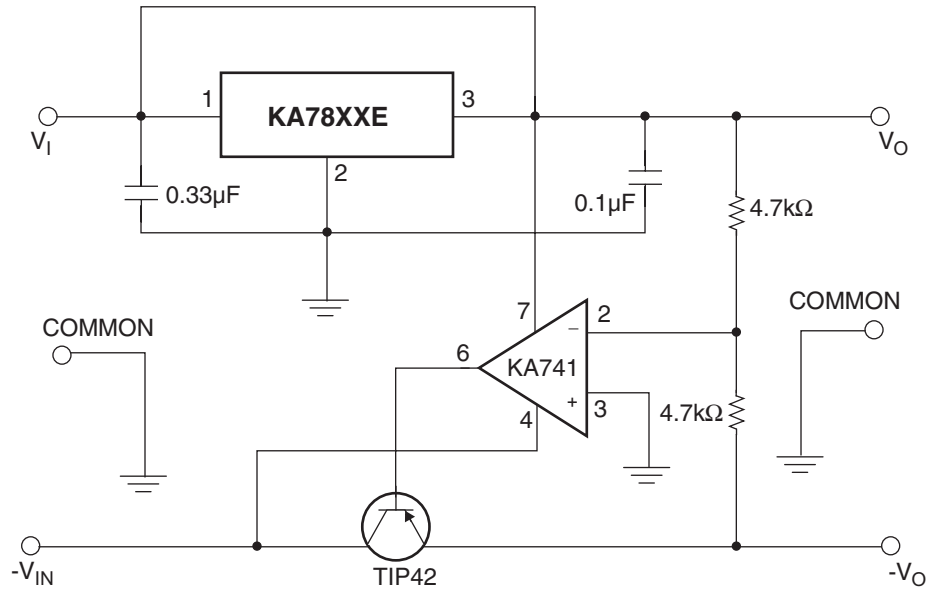 1
KA78XXE
3
V_I
V_O
2
0.33µF
0.1µF
4.7kΩ
COMMON
COMMON
7
2
−
6
KA741
4.7kΩ
+
3
4
-V_IN
TIP42
-V_O